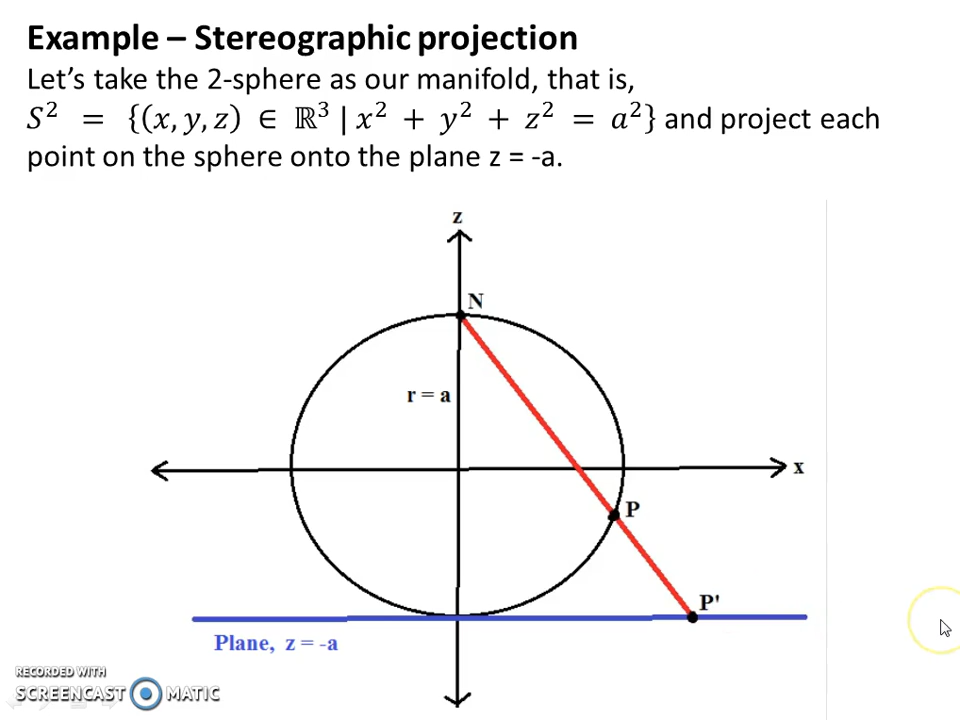 Example – Stereographic projection
Let’s take the 2-sphere as our manifold, that is,
𝑆² = {(𝑥, 𝑦, 𝑧) ∈ ℝ³ | 𝑥² + 𝑦² + 𝑧² = 𝑎²} and project each
point on the sphere onto the plane z = -a.
z
N
r = a
x
P
P'
Plane, z = -a
RECORDED WITH
SCREENCAST MATIC